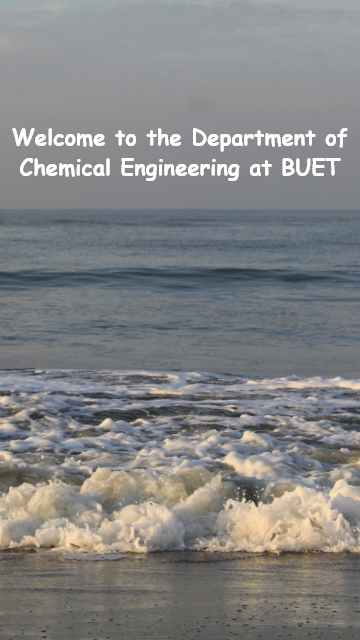 Welcome to the Department of
Chemical Engineering at BUET